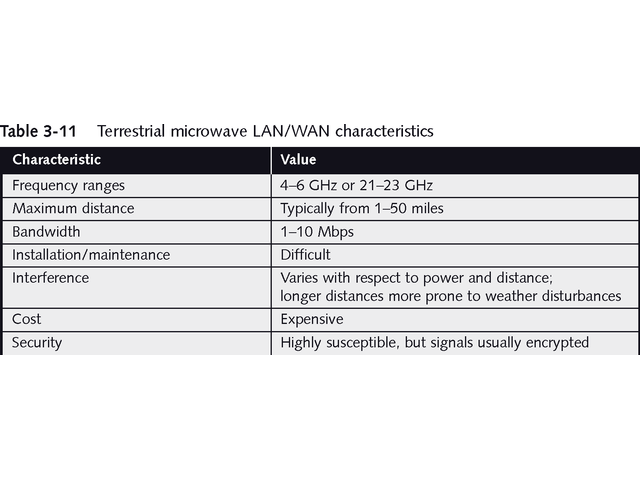 Table 3-11 Terrestrial microwave LAN/WAN characteristics
Characteristic Value
Frequency ranges 4–6 GHz or 21–23 GHz
Maximum distance Typically from 1–50 miles
Bandwidth 1–10 Mbps
Installation/maintenance Difficult
Interference Varies with respect to power and distance;
longer distances more prone to weather disturbances
Cost Expensive
Security Highly susceptible, but signals usually encrypted